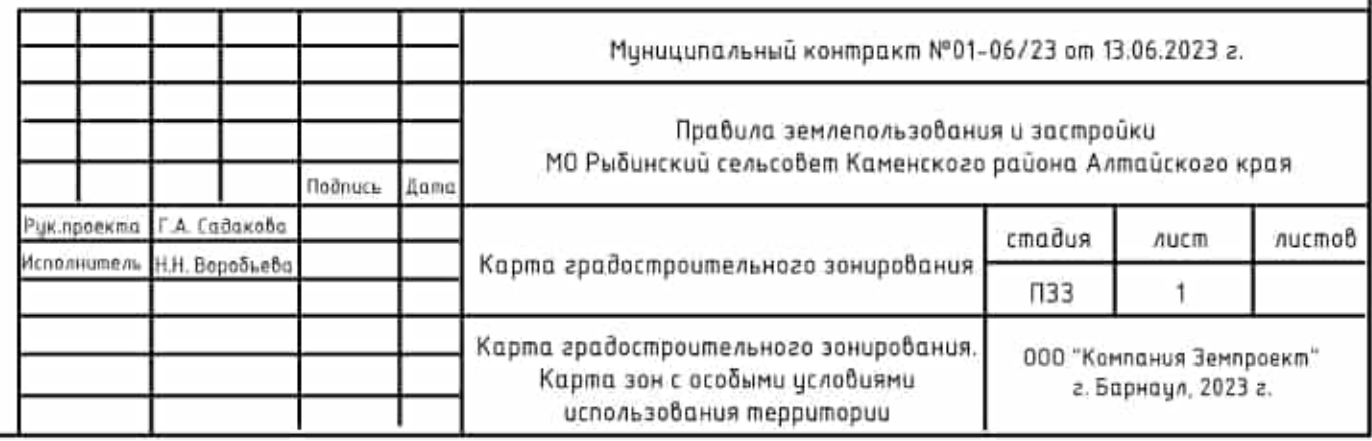 Муниципальный контракт №01-06/23 от 13.06.2023 г.
Правила землепользования и застройки
МО Рыбинский сельсовет Каменского района Алтайского края
Подпись Дата
Рук.проекта Г.А. Садакова
Исполнитель Н.Н. Воробьева
Карта градостроительного зонирования
стадия лист листов
ПЗЗ 1
Карта градостроительного зонирования.
Карта зон с особыми условиями
использования территории
ООО "Компания Земпроект"
г. Барнаул, 2023 г.